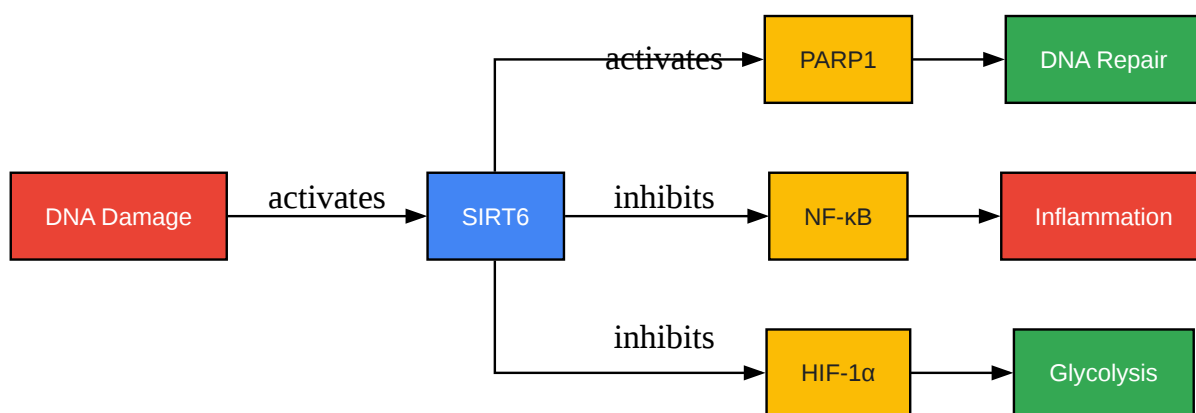 activates
PARP1
DNA Repair
DNA Damage
activates
SIRT6
inhibits
NF-κB
Inflammation
inhibits
HIF-1α
Glycolysis